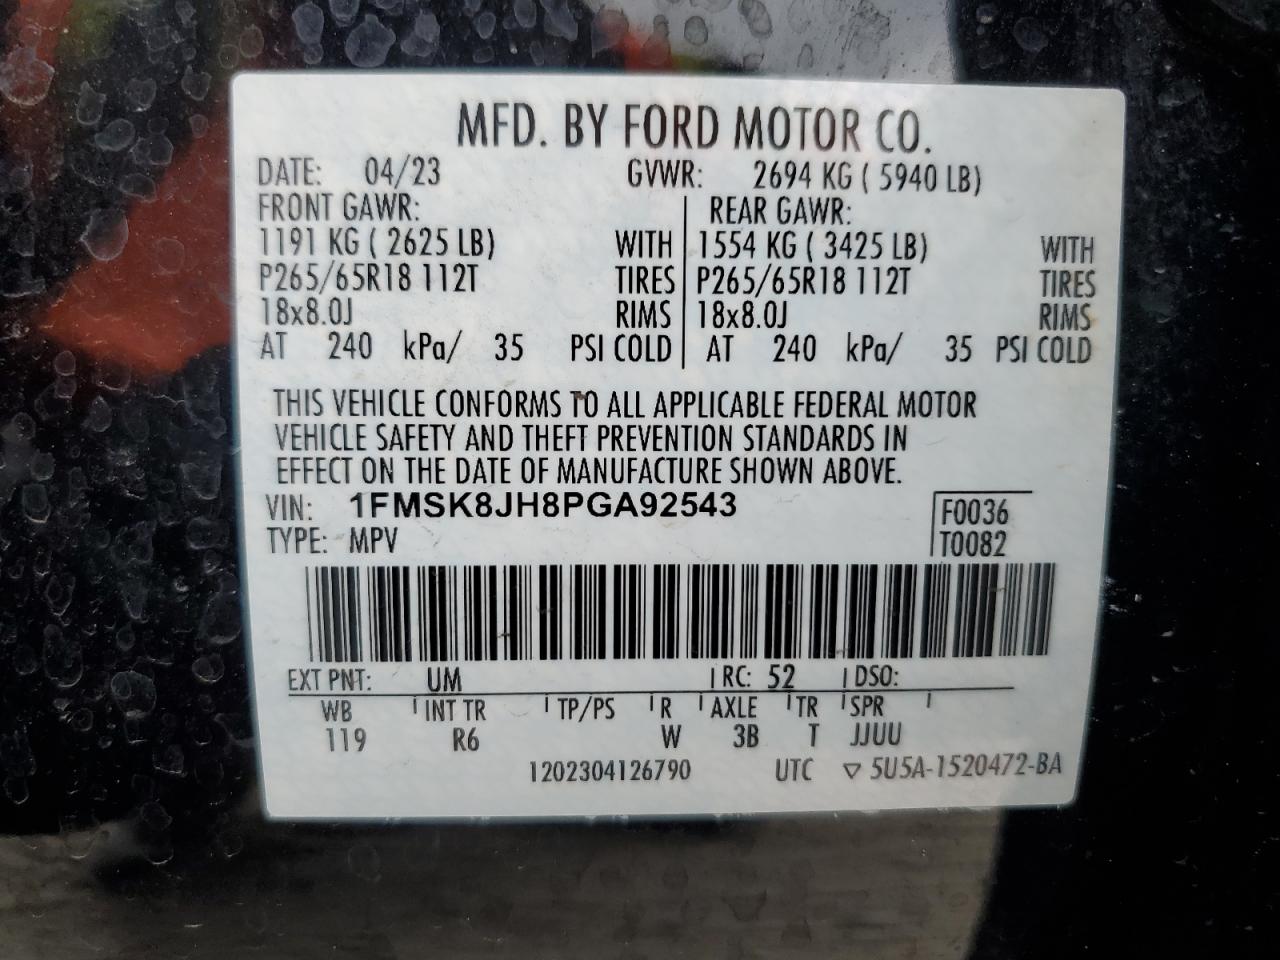 MFD. BY FORD MOTOR CO.
DATE: 04/23 GVWR: 2694 KG ( 5940 LB)
FRONT GAWR: REAR GAWR:
1191 KG ( 2625 LB) WITH 1554 KG ( 3425 LB) WITH
P265/65R18 112T TIRES P265/65R18 112T TIRES
18x8.0J RIMS 18x8.0J RIMS
AT 240 kPa/ 35 PSI COLD AT 240 kPa/ 35 PSI COLD
THIS VEHICLE CONFORMS TO ALL APPLICABLE FEDERAL MOTOR
VEHICLE SAFETY AND THEFT PREVENTION STANDARDS IN
EFFECT ON THE DATE OF MANUFACTURE SHOWN ABOVE.
VIN: 1FMSK8JH8PGA92543 F0036
TYPE: MPV T0082
EXT PNT: UM RC: 52 DSO:
WB INT TR TP/PS R AXLE TR SPR
119 R6 W 3B T JJUU
1202304126790 UTC ▽ 5U5A-1520472-BA